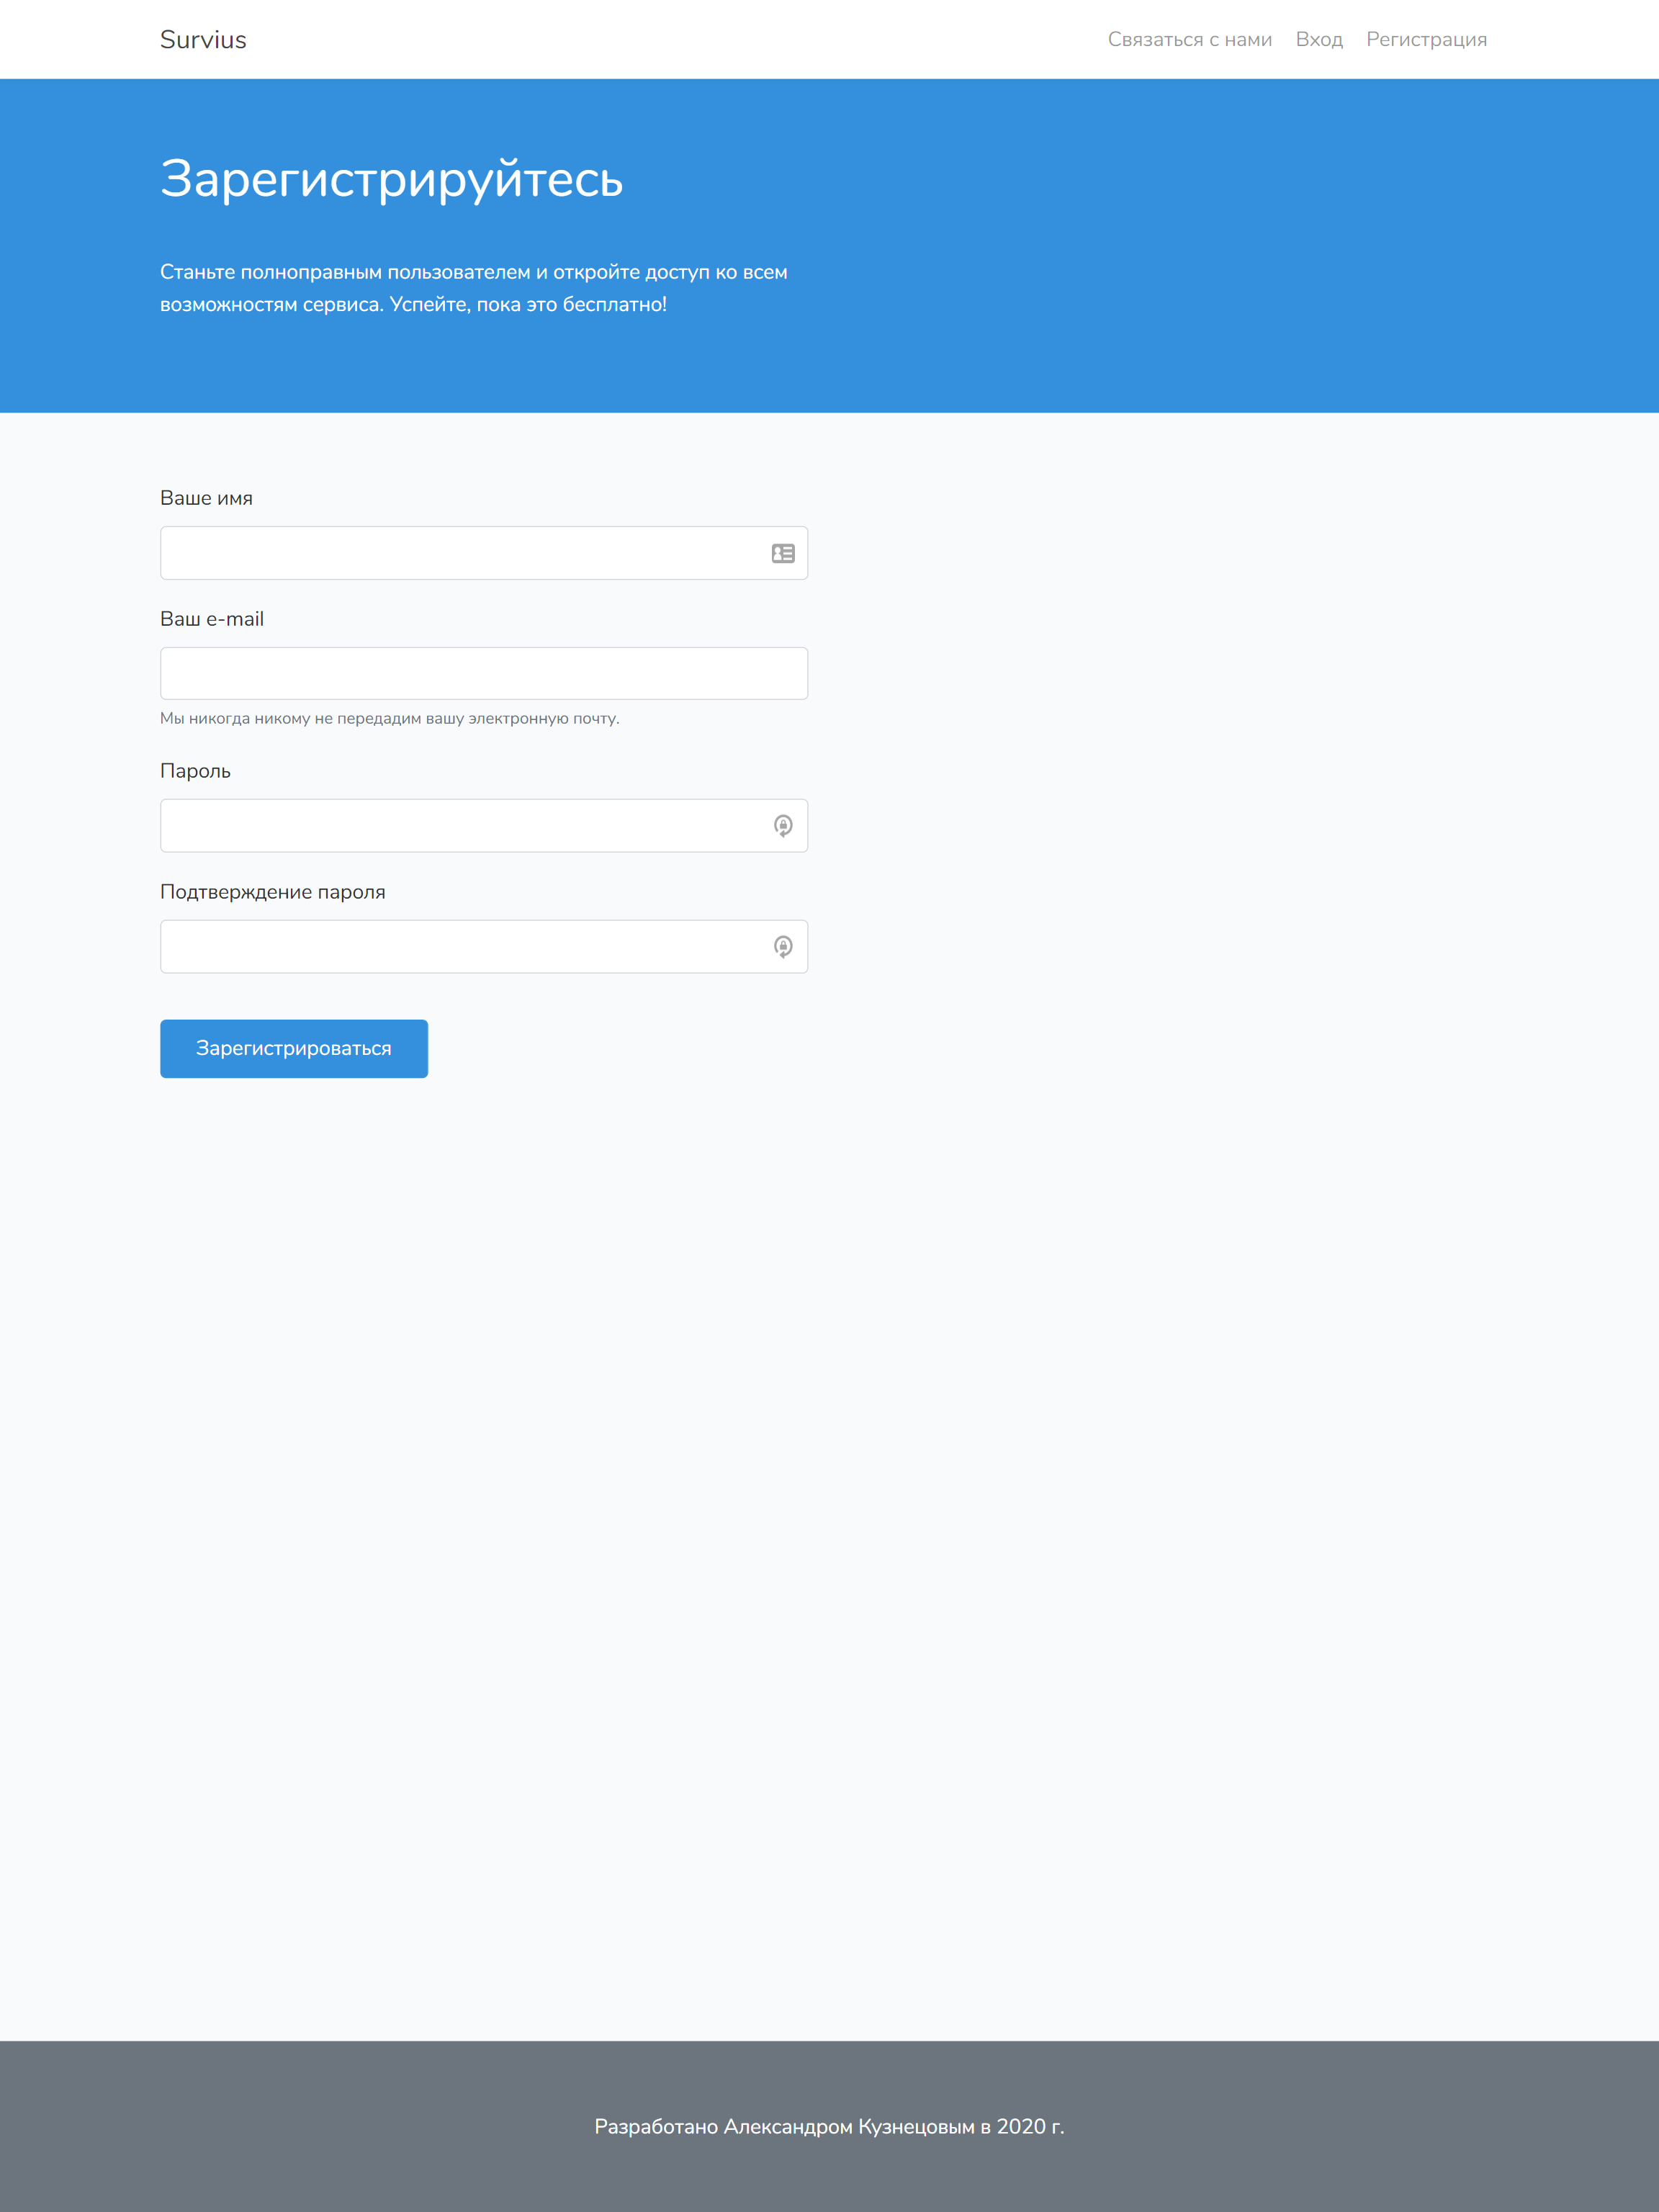 Survius
Связаться с нами Вход Регистрация
Зарегистрируйтесь
Станьте полноправным пользователем и откройте доступ ко всем
возможностям сервиса. Успейте, пока это бесплатно!
Ваше имя
Ваш e-mail
Мы никогда никому не передадим вашу электронную почту.
Пароль
Подтверждение пароля
Зарегистрироваться
Разработано Александром Кузнецовым в 2020 г.